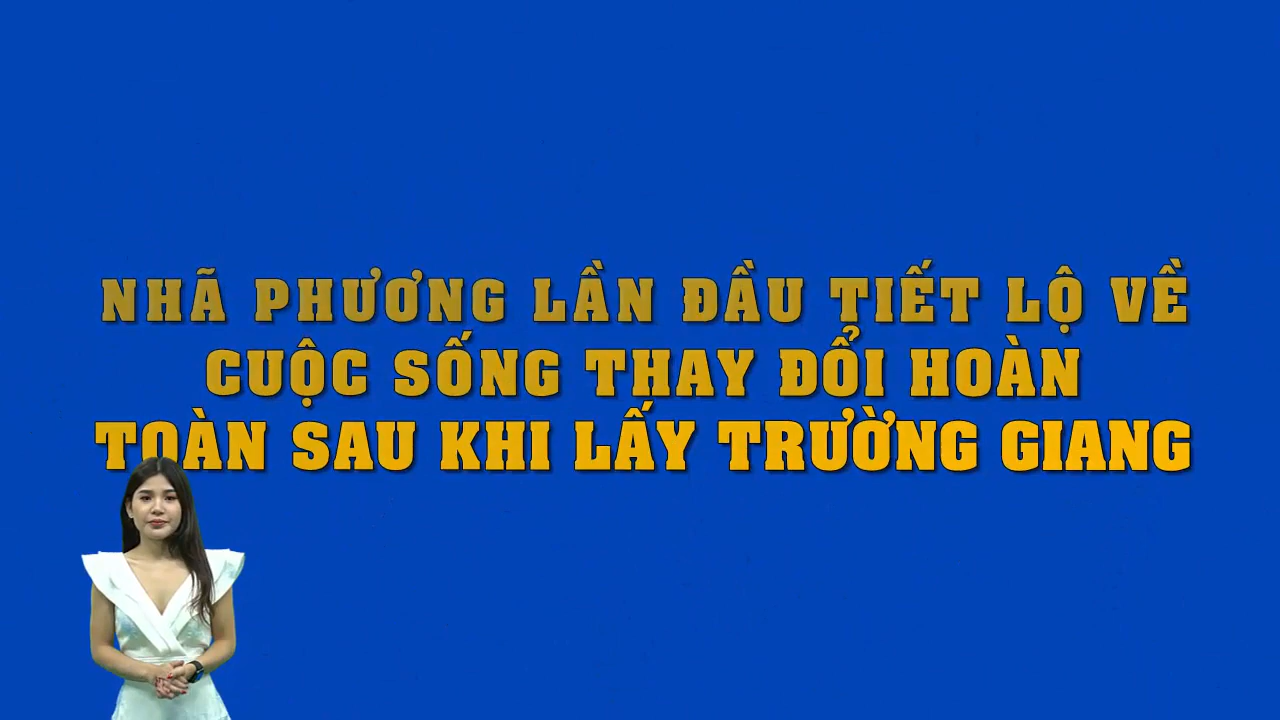 NHÃ PHƯƠNG LẦN ĐẦU TIẾT LỘ VỀ
CUỘC SỐNG THAY ĐỔI HOÀN
TOÀN SAU KHI LẤY TRƯỜNG GIANG